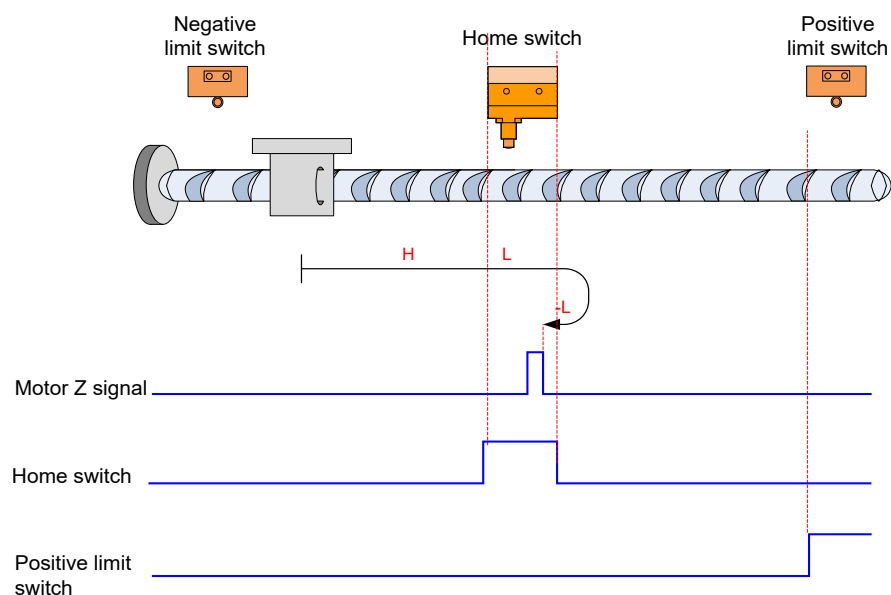 Negative
limit switch
Home switch
Positive
limit switch
H
L
-L
Motor Z signal
Home switch
Positive limit
switch